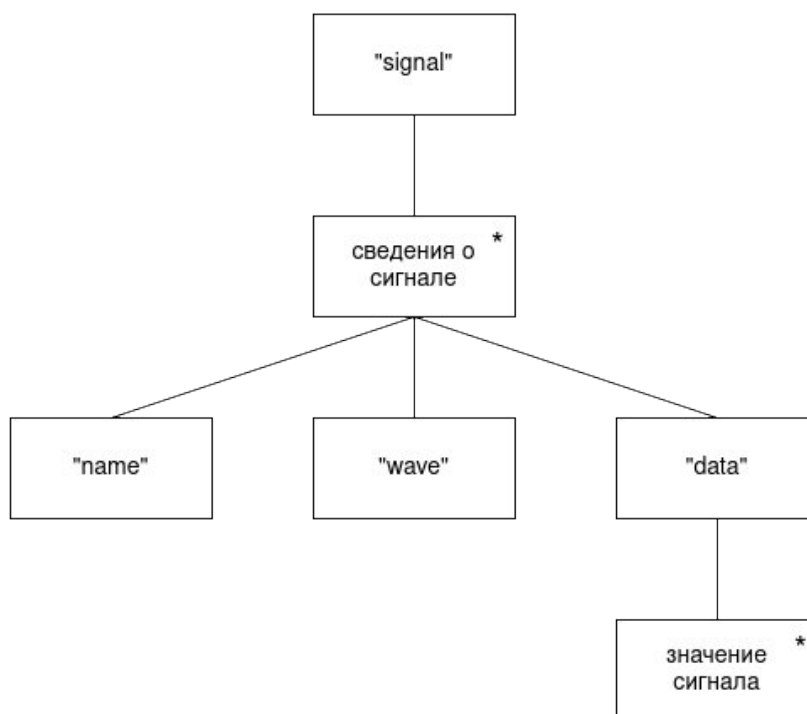 "signal"
сведения о *
сигнале
"name"
"wave"
"data"
значение *
сигнала